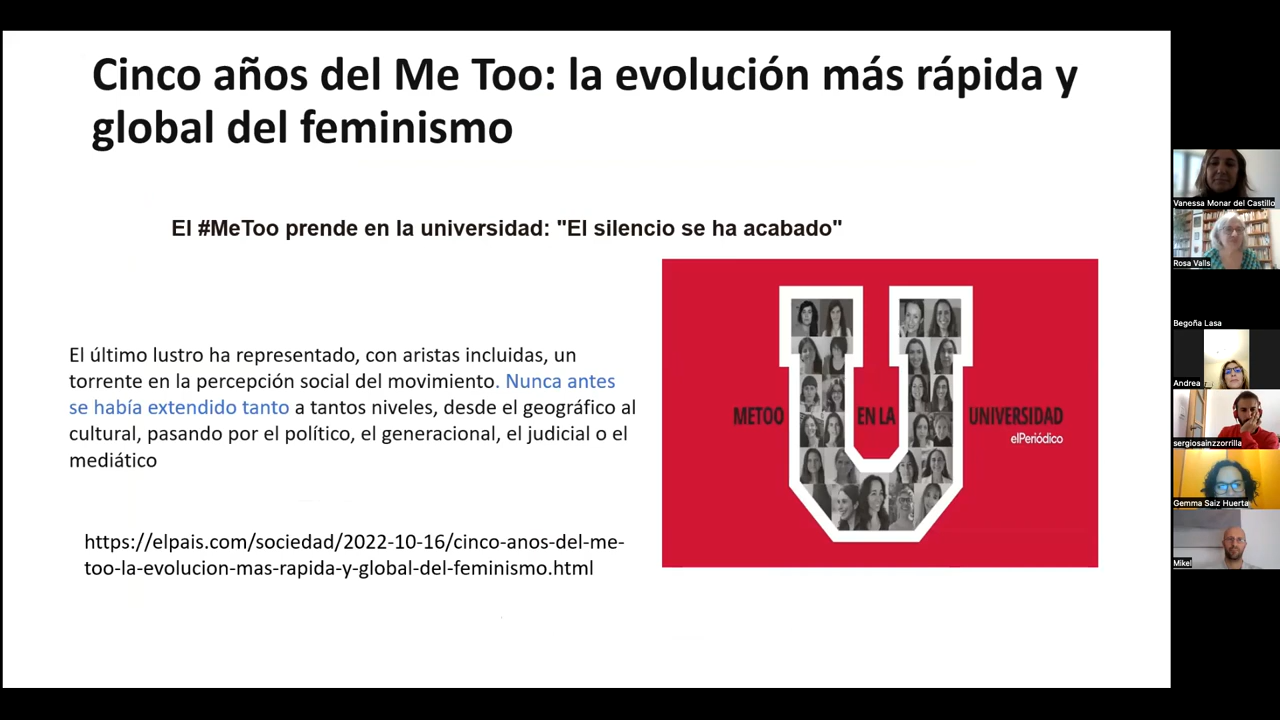 Cinco años del Me Too: la evolución más rápida y
global del feminismo
El #MeToo prende en la universidad: "El silencio se ha acabado"
El último lustro ha representado, con aristas incluidas, un
torrente en la percepción social del movimiento. Nunca antes
se había extendido tanto a tantos niveles, desde el geográfico al
cultural, pasando por el político, el generacional, el judicial o el
mediático
https://elpais.com/sociedad/2022-10-16/cinco-anos-del-me-
too-la-evolucion-mas-rapida-y-global-del-feminismo.html
METOO EN LA UNIVERSIDAD
elPeriódico
Vanessa Monar del Castillo
Rosa Valls
Begoña Lasa
Andrea
sergiosainzzorrilla
Gemma Saiz Huerta
Mikel